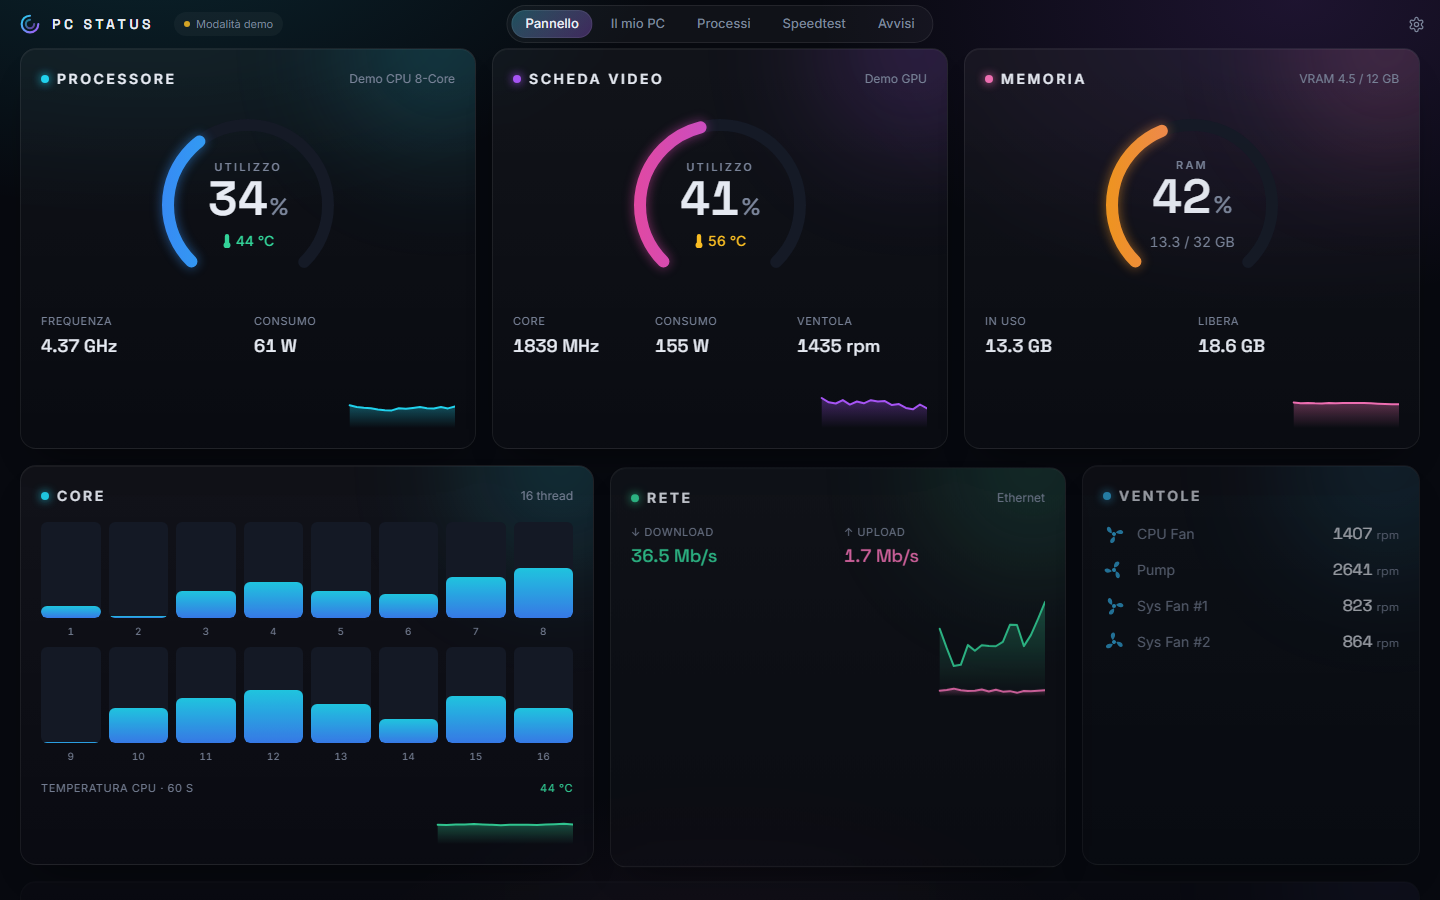 PC STATUS
Modalità demo
Pannello
Il mio PC
Processi
Speedtest
Avvisi
PROCESSORE
Demo CPU 8-Core
UTILIZZO
34%
44 °C
FREQUENZA
CONSUMO
4.37 GHz
61 W
SCHEDA VIDEO
Demo GPU
UTILIZZO
41%
56 °C
CORE
CONSUMO
VENTOLA
1839 MHz
155 W
1435 rpm
MEMORIA
VRAM 4.5 / 12 GB
RAM
42%
13.3 / 32 GB
IN USO
LIBERA
13.3 GB
18.6 GB
CORE
16 thread
1 2 3 4 5 6 7 8
9 10 11 12 13 14 15 16
TEMPERATURA CPU · 60 S
44 °C
RETE
Ethernet
↓ DOWNLOAD
↑ UPLOAD
36.5 Mb/s
1.7 Mb/s
VENTOLE
CPU Fan 1407 rpm
Pump 2641 rpm
Sys Fan #1 823 rpm
Sys Fan #2 864 rpm